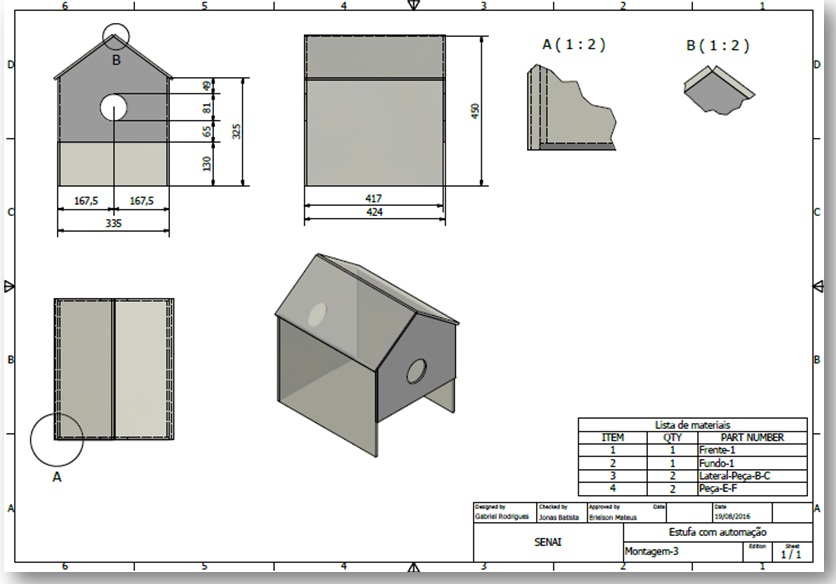 6 5 4 3 2 1
D
D
A ( 1 : 2 )
B ( 1 : 2 )
B
49
81
65
130
325
450
C
C
167,5 167,5
335
417
424
B
B
A
A
A
Lista de materiais
ITEM QTY PART NUMBER
1 1 Frente-1
2 1 Fundo-1
3 2 Lateral-Peça-B-C
4 2 Peça-E-F
Designed by Checked by Approved by Date Date
Gabriel Rodrigues Jonas Batista Erielson Mateus 19/08/2016
SENAI
Estufa com automação
Montagem-3
Edition Sheet
1 / 1
6 5 4 3 2 1